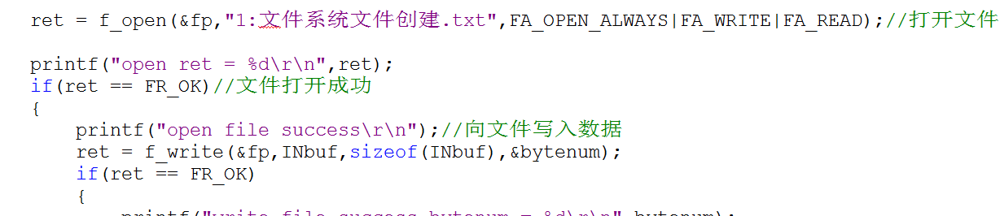 ret = f_open(&fp,"1:文件系统文件创建.txt",FA_OPEN_ALWAYS|FA_WRITE|FA_READ);//打开文件
printf("open ret = %d\r\n",ret);
if(ret == FR_OK)//文件打开成功
{
printf("open file success\r\n");//向文件写入数据
ret = f_write(&fp,INbuf,sizeof(INbuf),&bytenum);
if(ret == FR_OK)
{
printf("write file success bytenum = %d\r\n",bytenum);